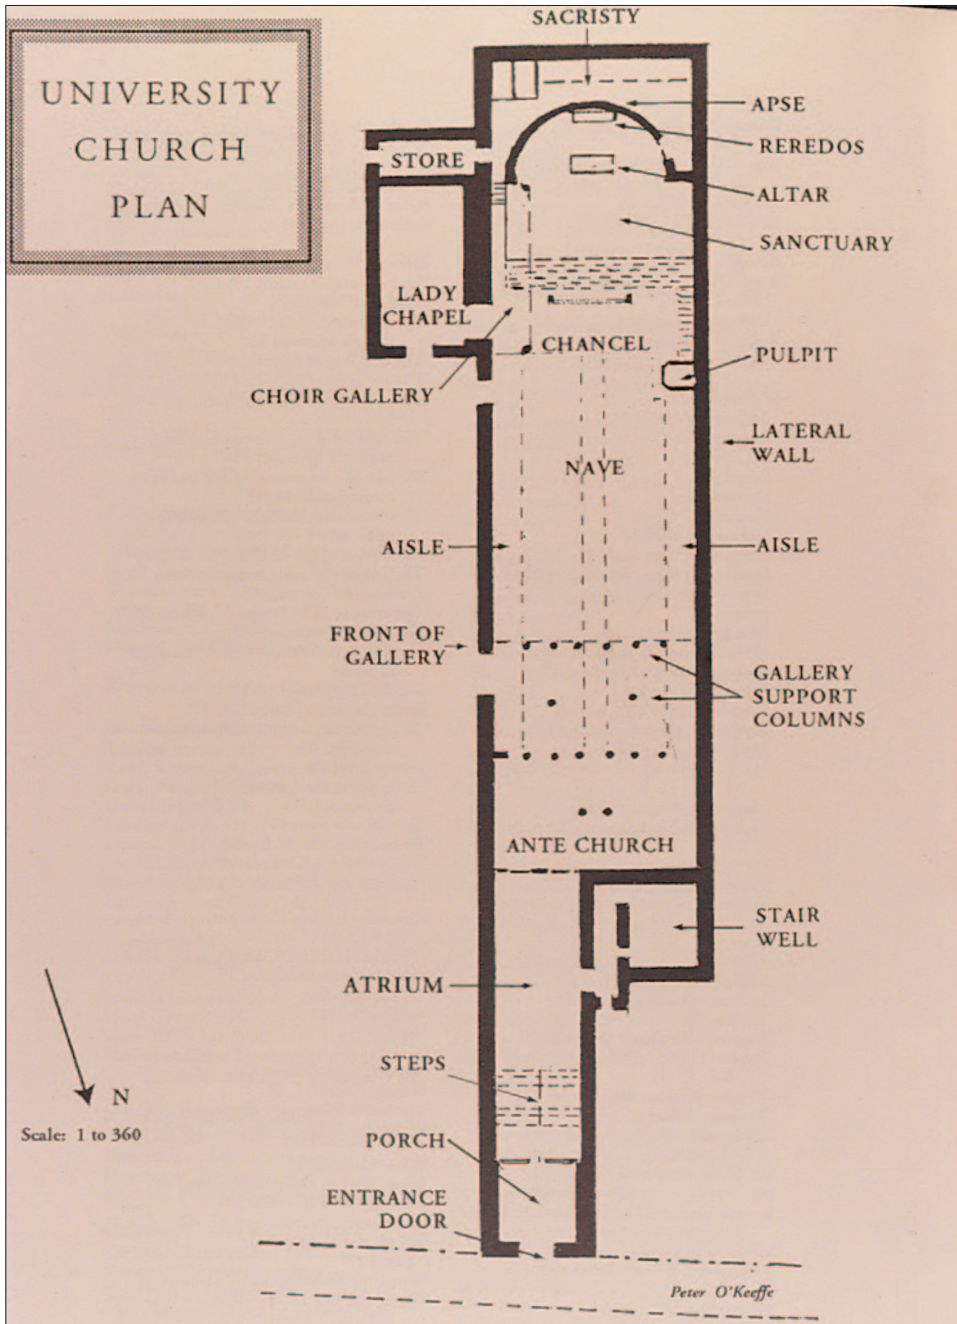 UNIVERSITY
CHURCH
PLAN
SACRISTY
APSE
REREDOS
STORE
ALTAR
SANCTUARY
LADY
CHAPEL
CHANCEL
PULPIT
CHOIR GALLERY
LATERAL
WALL
NAVE
AISLE
AISLE
FRONT OF
GALLERY
GALLERY
SUPPORT
COLUMNS
ANTE CHURCH
STAIR
WELL
ATRIUM
STEPS
N
Scale: 1 to 360
PORCH
ENTRANCE
DOOR
Peter O'Keeffe